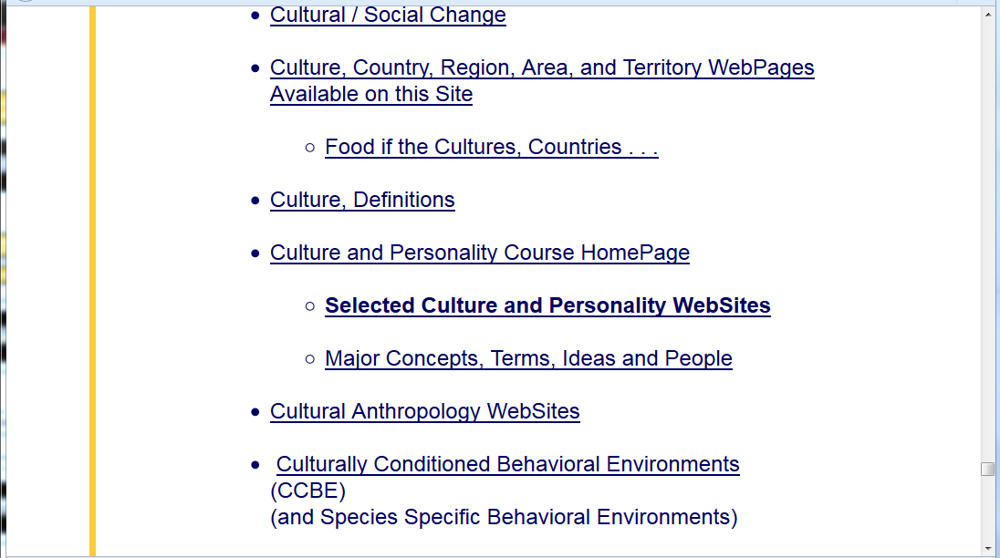 Cultural / Social Change
Culture, Country, Region, Area, and Territory WebPages
Available on this Site
Food if the Cultures, Countries . . .
Culture, Definitions
Culture and Personality Course HomePage
Selected Culture and Personality WebSites
Major Concepts, Terms, Ideas and People
Cultural Anthropology WebSites
Culturally Conditioned Behavioral Environments
(CCBE)
(and Species Specific Behavioral Environments)